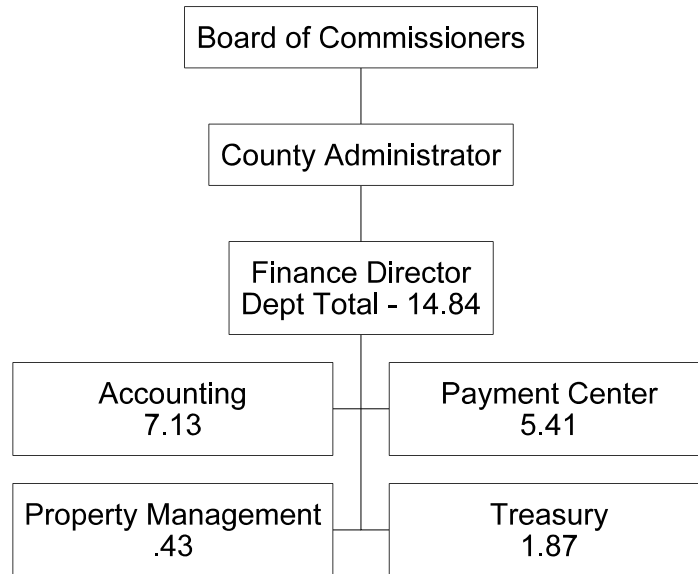 Board of Commissioners
County Administrator
Finance Director
Dept Total - 14.84
Accounting
7.13
Payment Center
5.41
Property Management
.43
Treasury
1.87